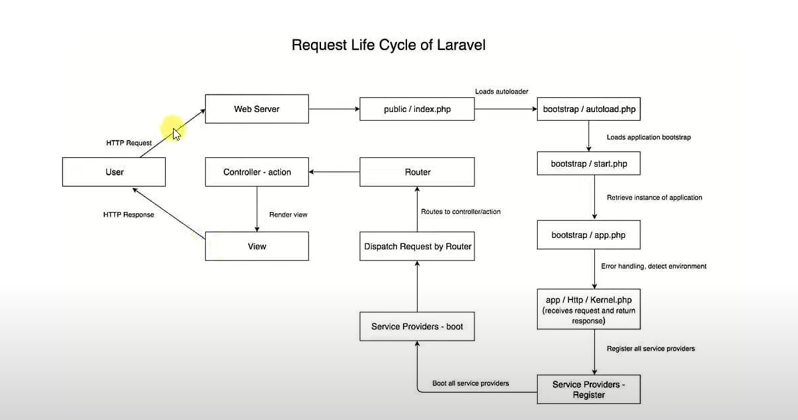 Request Life Cycle of Laravel
Loads autoloader
Web Server
public / index.php
bootstrap / autoload.php
HTTP Request
Loads application bootstrap
User
Controller - action
Router
bootstrap / start.php
HTTP Response
Render view
Routes to controller/action
Retrieve instance of application
View
Dispatch Request by Router
bootstrap / app.php
Error handling, detect environment
app / Http / Kernel.php
(receives request and return
response)
Service Providers - boot
Register all service providers
Boot all service providers
Service Providers -
Register